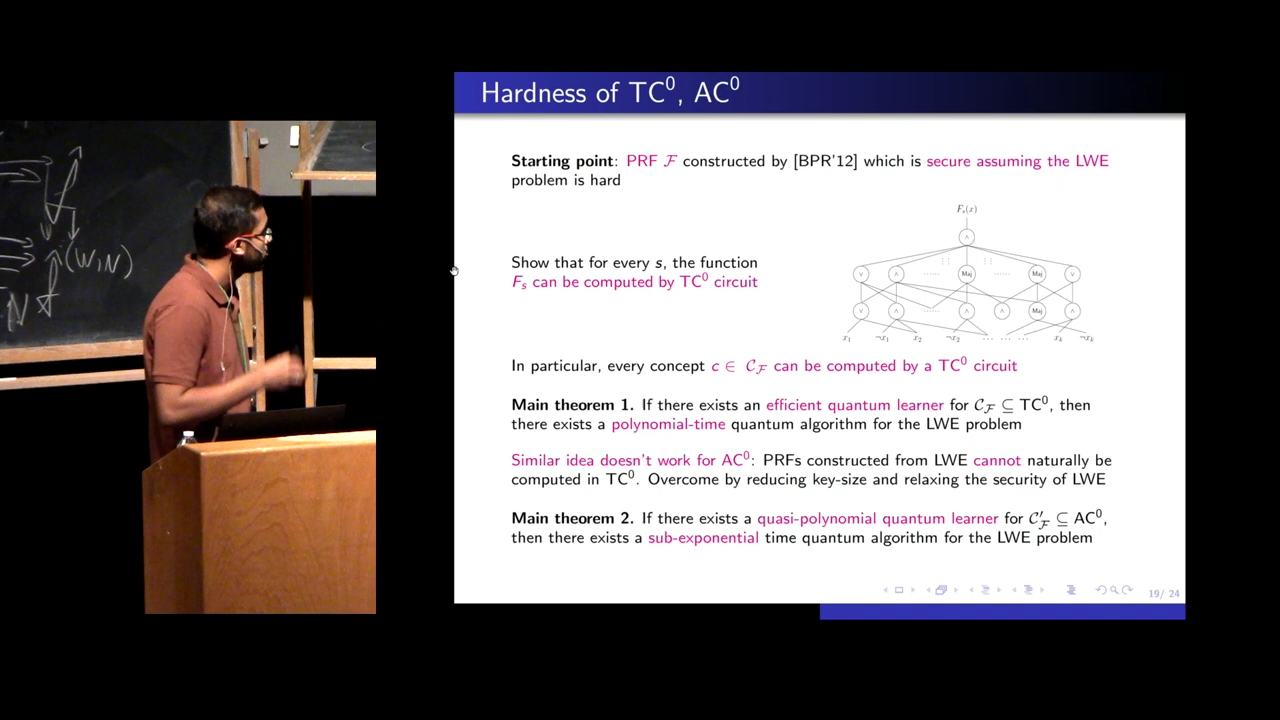 (WIN)
N
Hardness of TC⁰, AC⁰
Starting point: PRF ℱ constructed by [BPR'12] which is secure assuming the LWE
problem is hard
F_s(x)
∧
Show that for every s, the function
F_s can be computed by TC⁰ circuit
∨ ∧ ...... Maj ...... Maj ∨
∨ ∧ ...... ∧ ∧ Maj ∧
x₁ ¬x₁ x₂ ¬x₂ ... ... ... x_k ¬x_k
In particular, every concept c ∈ 𝒞_ℱ can be computed by a TC⁰ circuit
Main theorem 1. If there exists an efficient quantum learner for 𝒞_ℱ ⊆ TC⁰, then
there exists a polynomial-time quantum algorithm for the LWE problem
Similar idea doesn't work for AC⁰: PRFs constructed from LWE cannot naturally be
computed in TC⁰. Overcome by reducing key-size and relaxing the security of LWE
Main theorem 2. If there exists a quasi-polynomial quantum learner for 𝒞'_ℱ ⊆ AC⁰,
then there exists a sub-exponential time quantum algorithm for the LWE problem
19/ 24